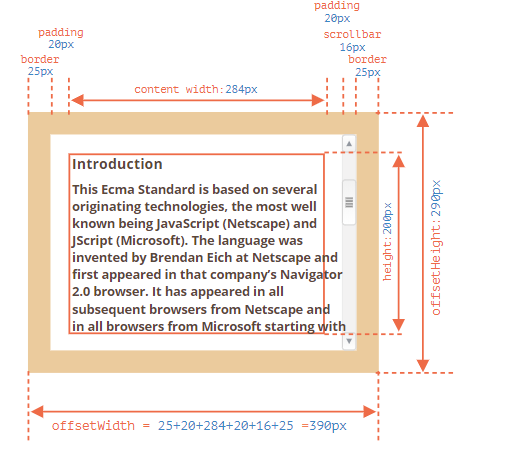 padding
20px
scrollbar
16px
border
25px
padding
20px
border
25px
content width:284px
Introduction
This Ecma Standard is based on several
originating technologies, the most well
known being JavaScript (Netscape) and
JScript (Microsoft). The language was
invented by Brendan Eich at Netscape and
first appeared in that company’s Navigator
2.0 browser. It has appeared in all
subsequent browsers from Netscape and
in all browsers from Microsoft starting with
height:200px
offsetHeight:290px
offsetWidth = 25+20+284+20+16+25 =390px